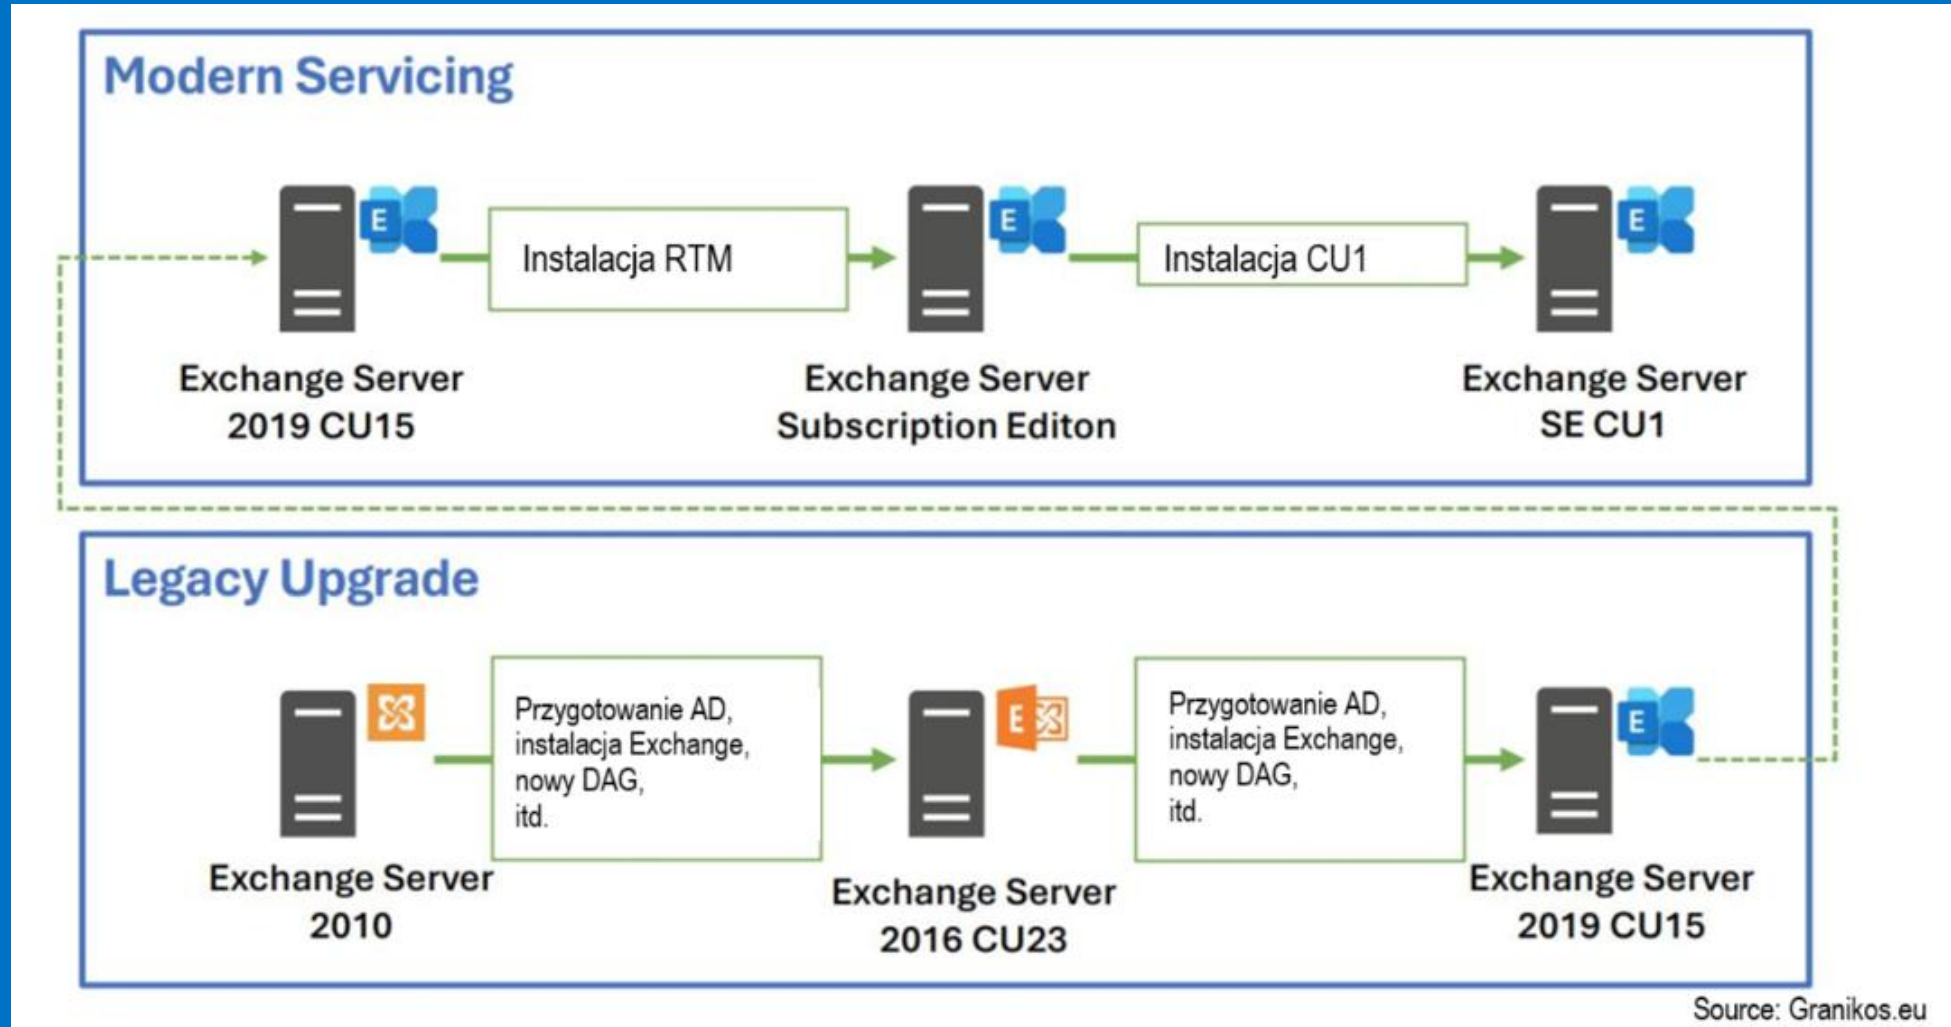 Modern Servicing
E
Instalacja RTM
E
Instalacja CU1
E
Exchange Server
2019 CU15
Exchange Server
Subscription Editon
Exchange Server
SE CU1
Legacy Upgrade
Przygotowanie AD,
instalacja Exchange,
nowy DAG,
itd.
E
Przygotowanie AD,
instalacja Exchange,
nowy DAG,
itd.
E
Exchange Server
2010
Exchange Server
2016 CU23
Exchange Server
2019 CU15
Source: Granikos.eu